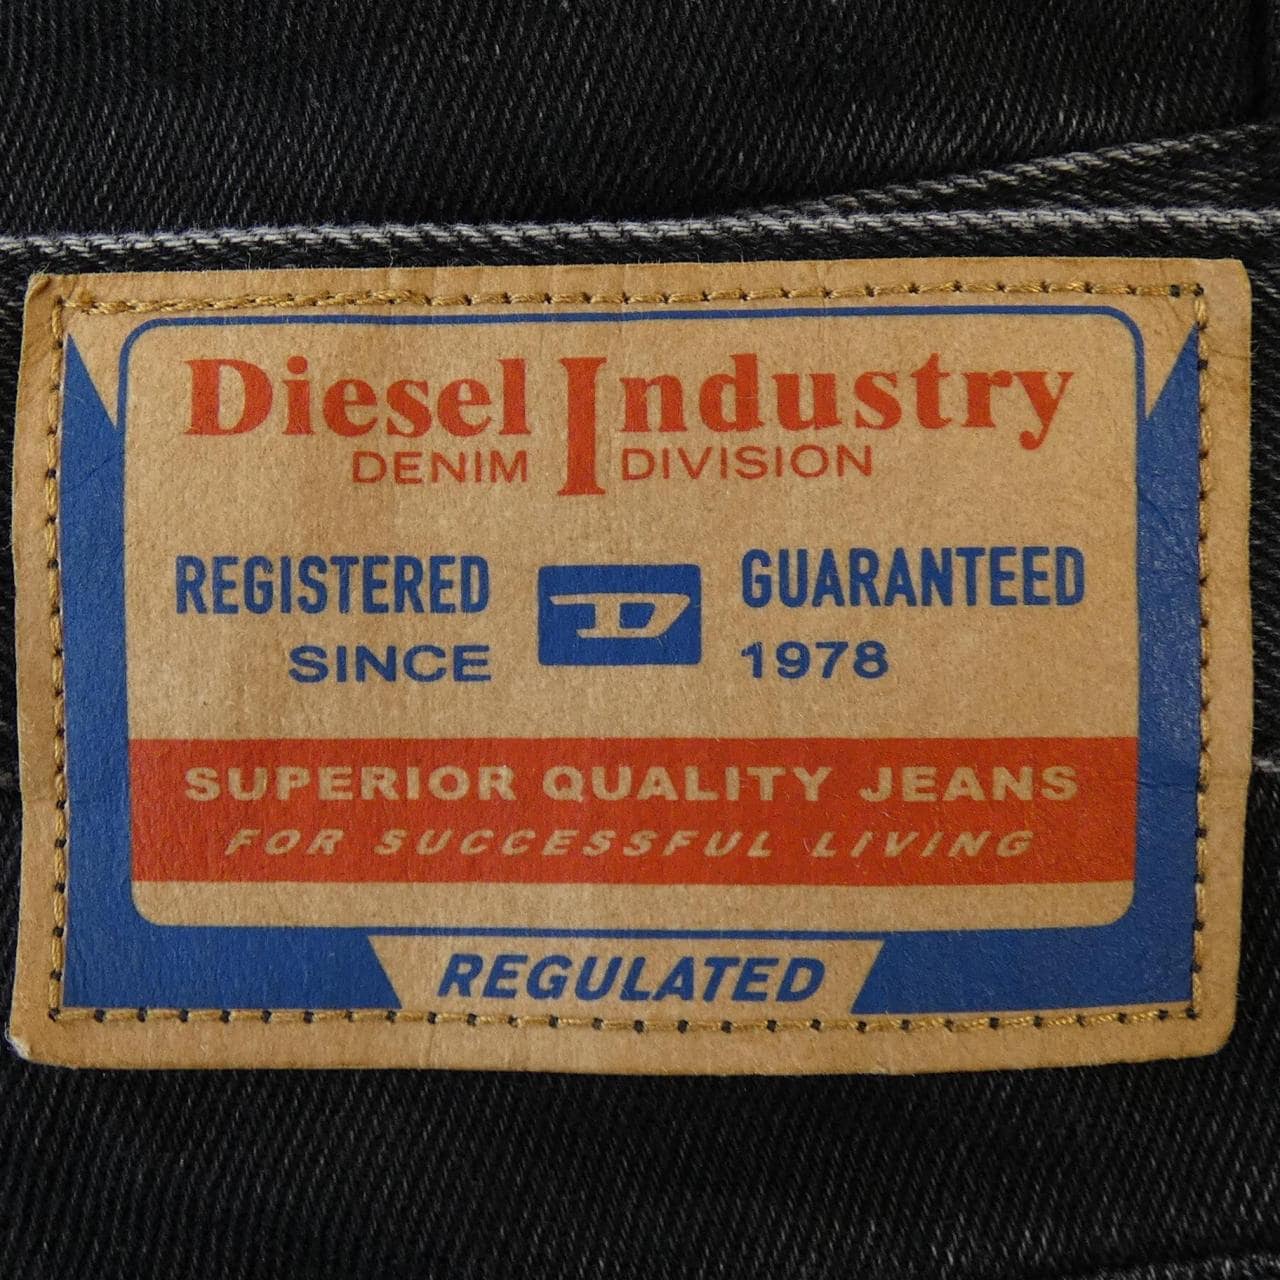 Diesel Industry
DENIM DIVISION
REGISTERED D GUARANTEED
SINCE 1978
SUPERIOR QUALITY JEANS
FOR SUCCESSFUL LIVING
REGULATED